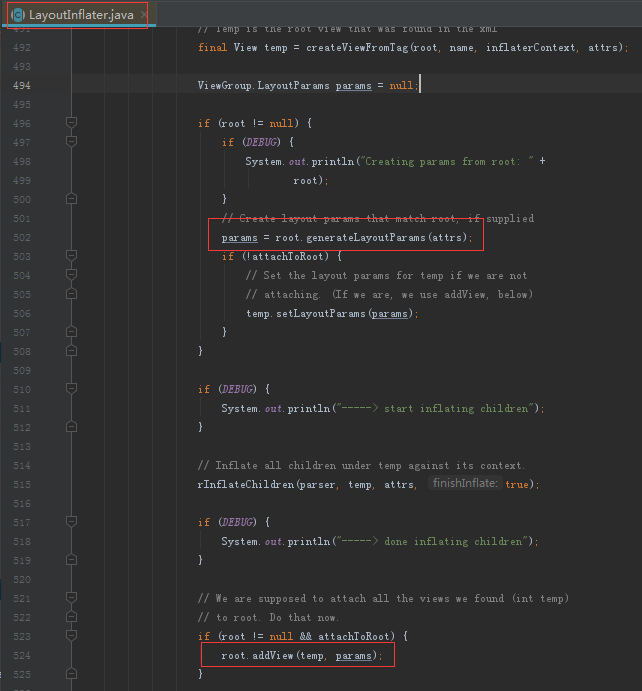 LayoutInflater.java
491 // Temp is the root view that was found in the xml
492 final View temp = createViewFromTag(root, name, inflaterContext, attrs);
493
494 ViewGroup.LayoutParams params = null;
495
496 if (root != null) {
497 if (DEBUG) {
498 System.out.println("Creating params from root: " +
499 root);
500 }
501 // Create layout params that match root, if supplied
502 params = root.generateLayoutParams(attrs);
503 if (!attachToRoot) {
504 // Set the layout params for temp if we are not
505 // attaching. (If we are, we use addView, below)
506 temp.setLayoutParams(params);
507 }
508 }
509
510 if (DEBUG) {
511 System.out.println("-----> start inflating children");
512 }
513
514 // Inflate all children under temp against its context.
515 rInflateChildren(parser, temp, attrs, finishInflate: true);
516
517 if (DEBUG) {
518 System.out.println("-----> done inflating children");
519 }
520
521 // We are supposed to attach all the views we found (int temp)
522 // to root. Do that now.
523 if (root != null && attachToRoot) {
524 root.addView(temp, params);
525 }